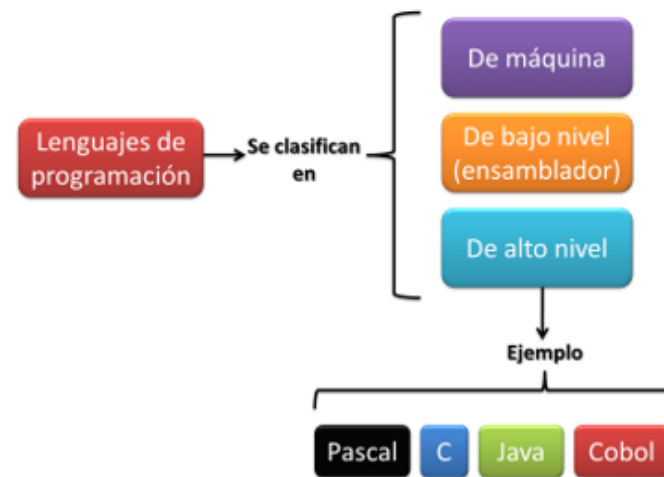 Lenguajes de
programación
Se clasifican
en
De máquina
De bajo nivel
(ensamblador)
De alto nivel
Ejemplo
Pascal
C
Java
Cobol